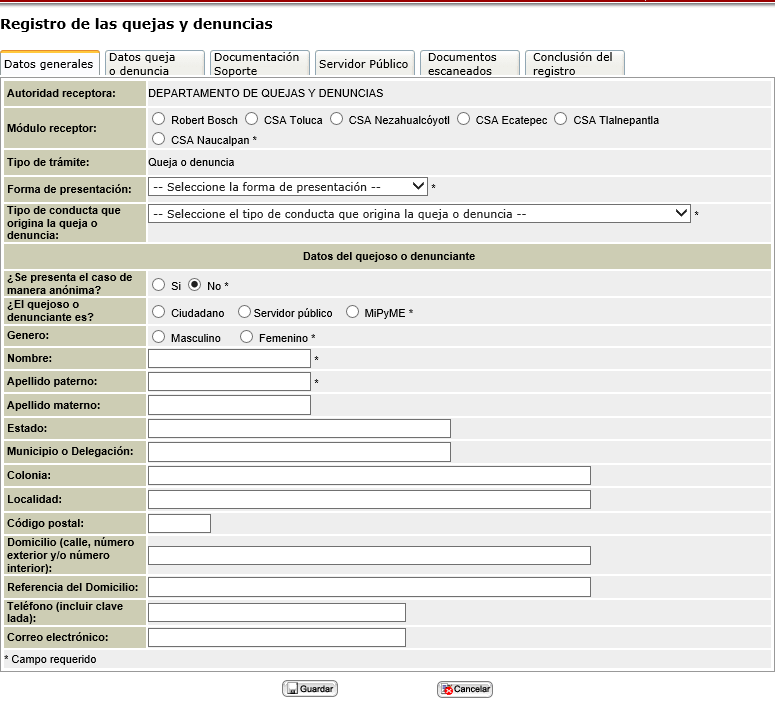 Registro de las quejas y denuncias
Datos generales
Datos queja
o denuncia
Documentación
Soporte
Servidor Público
Documentos
escaneados
Conclusión del
registro
Autoridad receptora: DEPARTAMENTO DE QUEJAS Y DENUNCIAS
Módulo receptor: Robert Bosch CSA Toluca CSA Nezahualcóyotl CSA Ecatepec CSA Tlalnepantla
CSA Naucalpan *
Tipo de trámite: Queja o denuncia
Forma de presentación: -- Seleccione la forma de presentación -- *
Tipo de conducta que
origina la queja o
denuncia:
-- Seleccione el tipo de conducta que origina la queja o denuncia -- *
Datos del quejoso o denunciante
¿Se presenta el caso de
manera anónima?
Si No *
¿El quejoso o
denunciante es?
Ciudadano Servidor público MiPyME *
Genero: Masculino Femenino *
Nombre: *
Apellido paterno: *
Apellido materno:
Estado:
Municipio o Delegación:
Colonia:
Localidad:
Código postal:
Domicilio (calle, número
exterior y/o número
interior):
Referencia del Domicilio:
Teléfono (incluir clave
lada):
Correo electrónico:
* Campo requerido
Guardar Cancelar